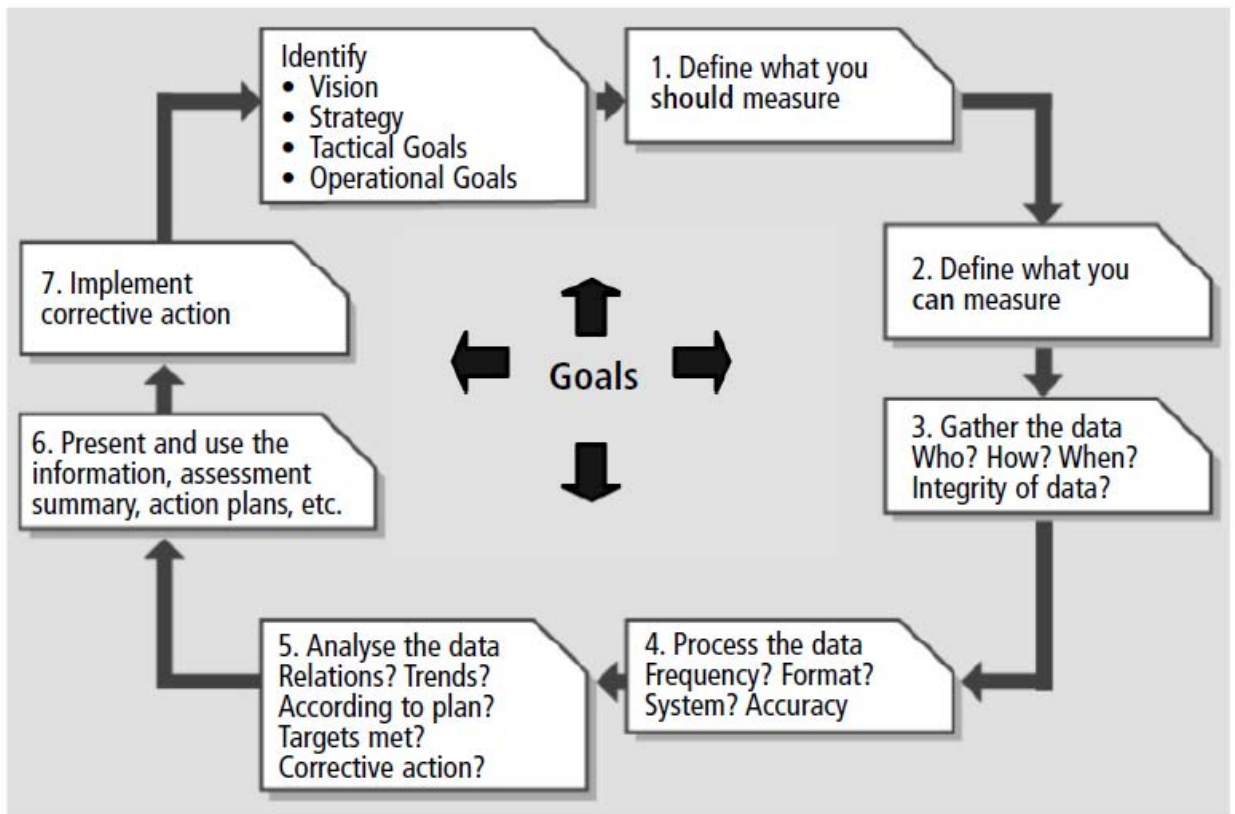 Identify
• Vision
• Strategy
• Tactical Goals
• Operational Goals
1. Define what you
should measure
2. Define what you
can measure
3. Gather the data
Who? How? When?
Integrity of data?
4. Process the data
Frequency? Format?
System? Accuracy
5. Analyse the data
Relations? Trends?
According to plan?
Targets met?
Corrective action?
6. Present and use the
information, assessment
summary, action plans, etc.
7. Implement
corrective action
Goals